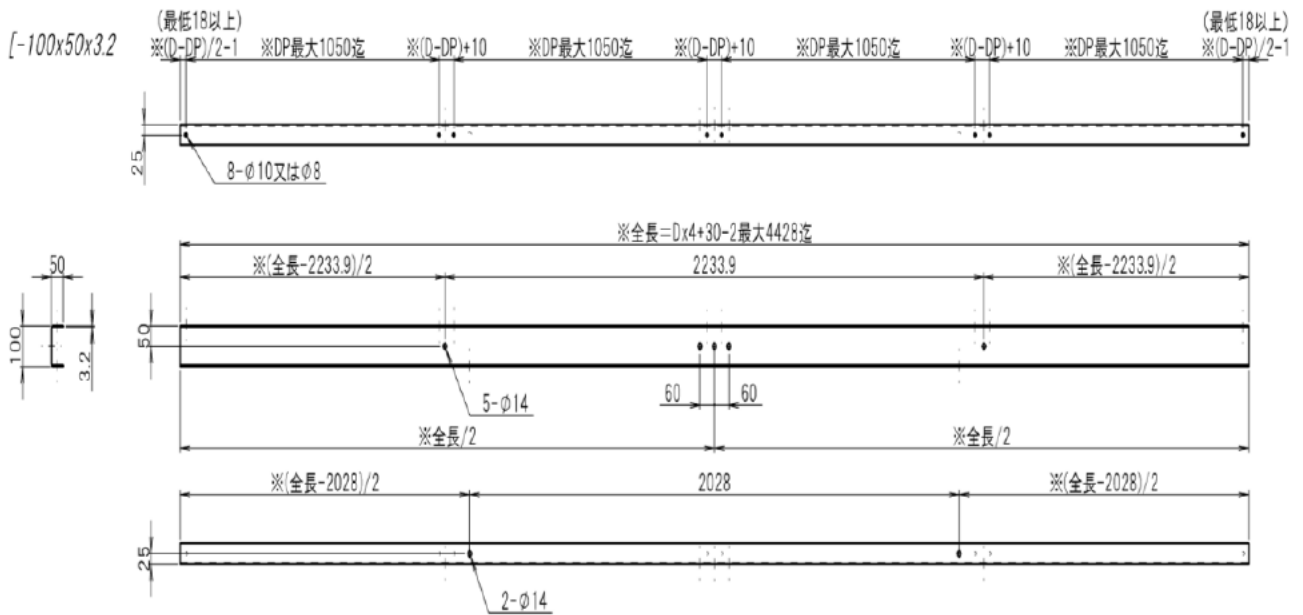 (最低18以上)
(最低18以上)
[-100x50x3.2
※(D-DP)/2-1
※DP最大1050迄
※(D-DP)+10
※DP最大1050迄
※(D-DP)+10
※DP最大1050迄
※(D-DP)+10
※DP最大1050迄
※(D-DP)/2-1
25
8-φ10又はφ8
※全長=Dx4+30-2最大4428迄
50
※(全長-2233.9)/2
2233.9
※(全長-2233.9)/2
100
3.2
50
60
60
5-φ14
※全長/2
※全長/2
※(全長-2028)/2
2028
※(全長-2028)/2
25
2-φ14